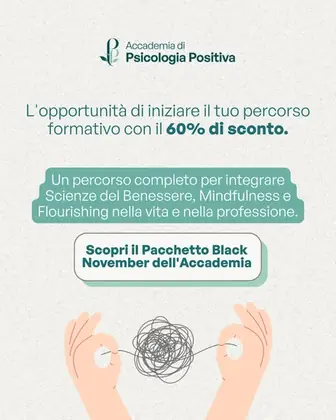 Accademia di
Psicologia Positiva
L'opportunità di iniziare il tuo percorso
formativo con il 60% di sconto.
Un percorso completo per integrare
Scienze del Benessere, Mindfulness e
Flourishing nella vita e nella professione.
Scopri il Pacchetto Black
November dell'Accademia